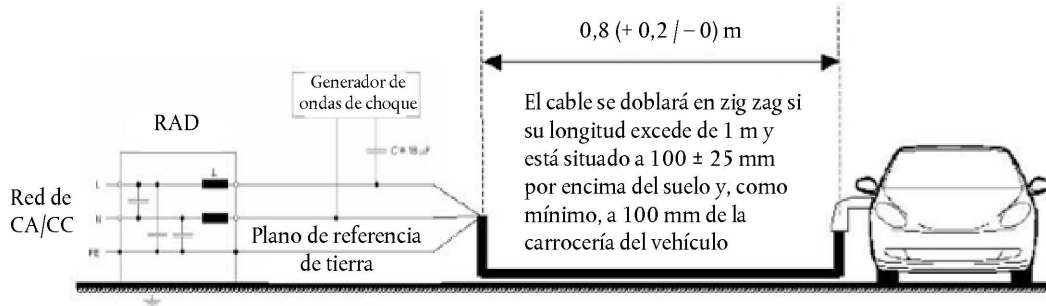 0,8 (+ 0,2 / – 0) m
Generador de
ondas de choque
RAD
C = 18 µF
El cable se doblará en zig zag si
su longitud excede de 1 m y
está situado a 100 ± 25 mm
por encima del suelo y, como
mínimo, a 100 mm de la
carrocería del vehículo
Red de
CA/CC
L
L
N
PE
Plano de referencia
de tierra